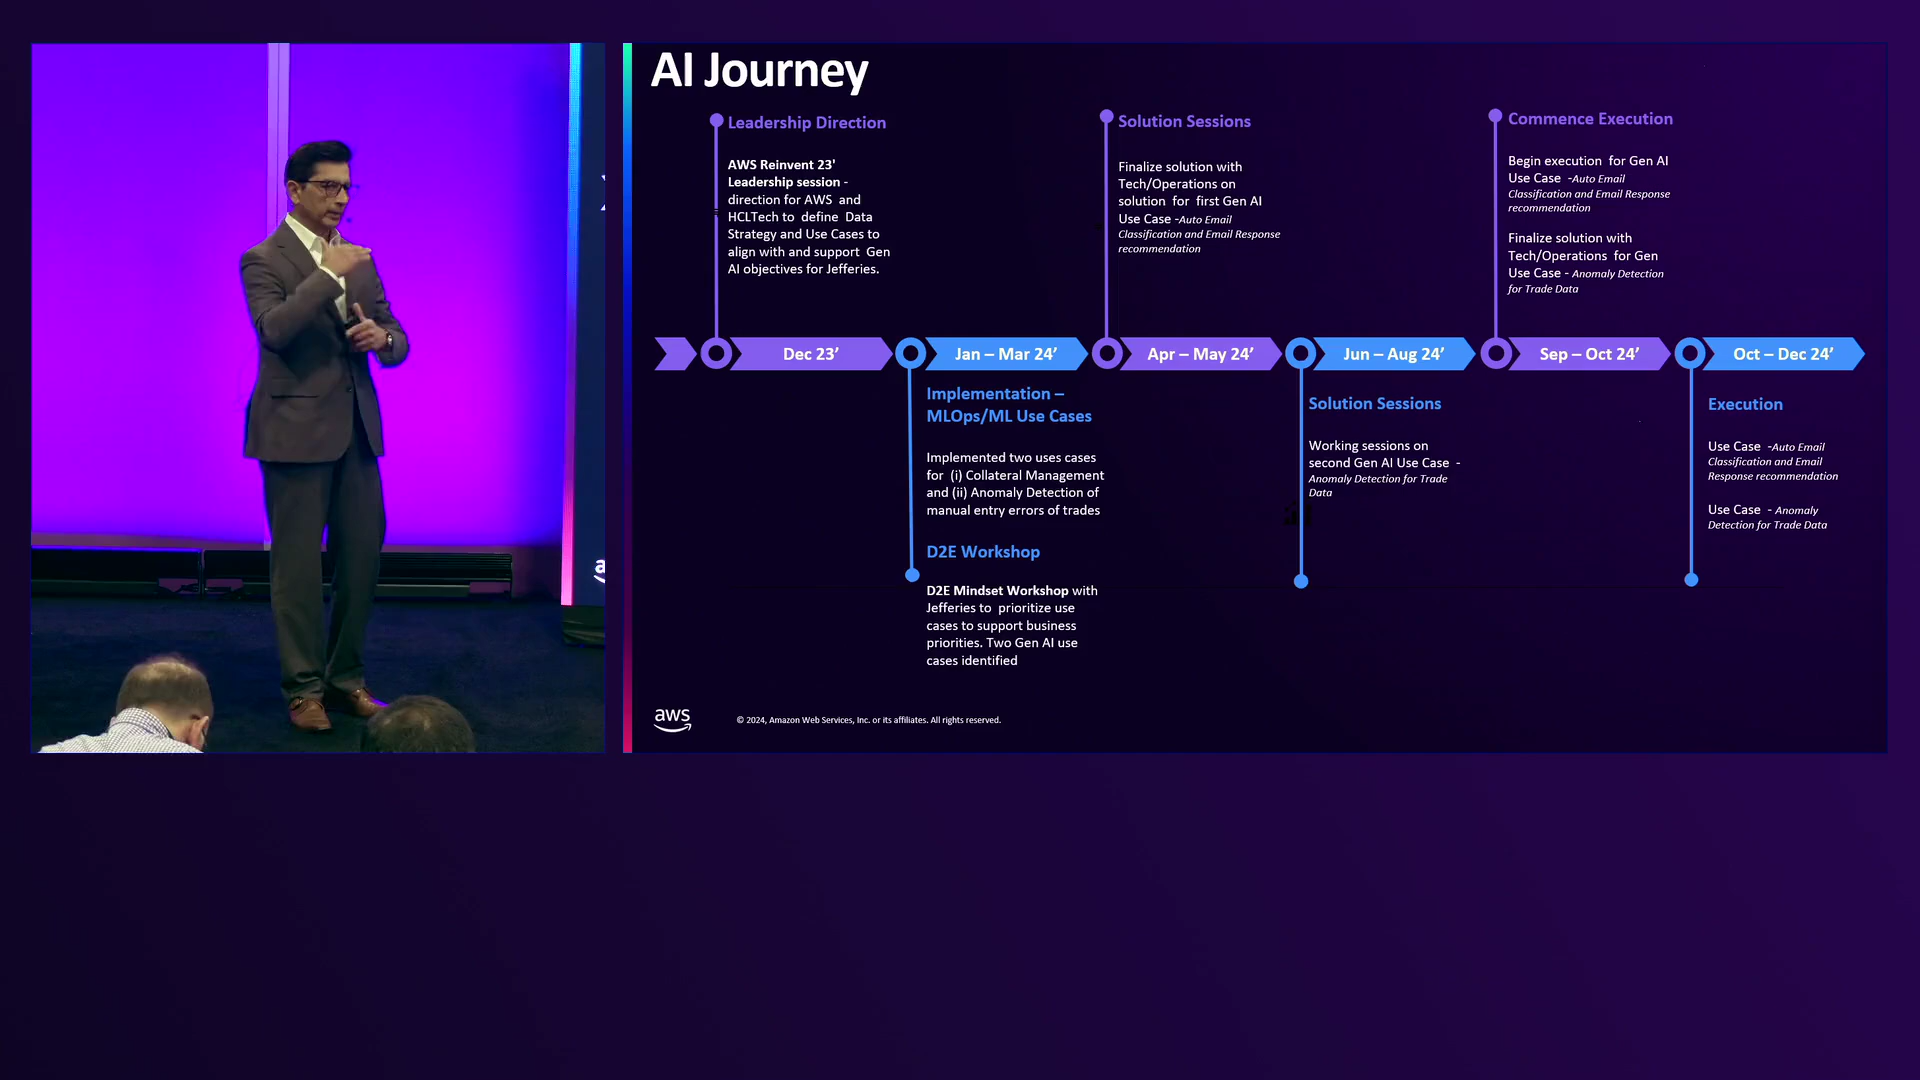 AI Journey
Leadership Direction
AWS Reinvent 23'
Leadership session -
direction for AWS and
HCLTech to define Data
Strategy and Use Cases to
align with and support Gen
AI objectives for Jefferies.
Solution Sessions
Finalize solution with
Tech/Operations on
solution for first Gen AI
Use Case -Auto Email
Classification and Email Response
recommendation
Commence Execution
Begin execution for Gen AI
Use Case -Auto Email
Classification and Email Response
recommendation
Finalize solution with
Tech/Operations for Gen
Use Case - Anomaly Detection
for Trade Data
Dec 23’
Jan – Mar 24’
Apr – May 24’
Jun – Aug 24’
Sep – Oct 24’
Oct – Dec 24’
Implementation –
MLOps/ML Use Cases
Implemented two uses cases
for (i) Collateral Management
and (ii) Anomaly Detection of
manual entry errors of trades
D2E Workshop
D2E Mindset Workshop with
Jefferies to prioritize use
cases to support business
priorities. Two Gen AI use
cases identified
Solution Sessions
Working sessions on
second Gen AI Use Case -
Anomaly Detection for Trade
Data
Execution
Use Case -Auto Email
Classification and Email
Response recommendation
Use Case - Anomaly
Detection for Trade Data
aws
© 2024, Amazon Web Services, Inc. or its affiliates. All rights reserved.